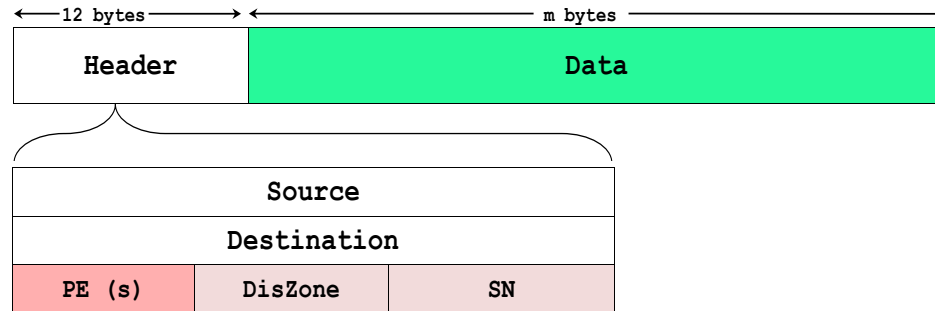 12 bytes m bytes
Header Data
Source
Destination
PE (s) DisZone SN